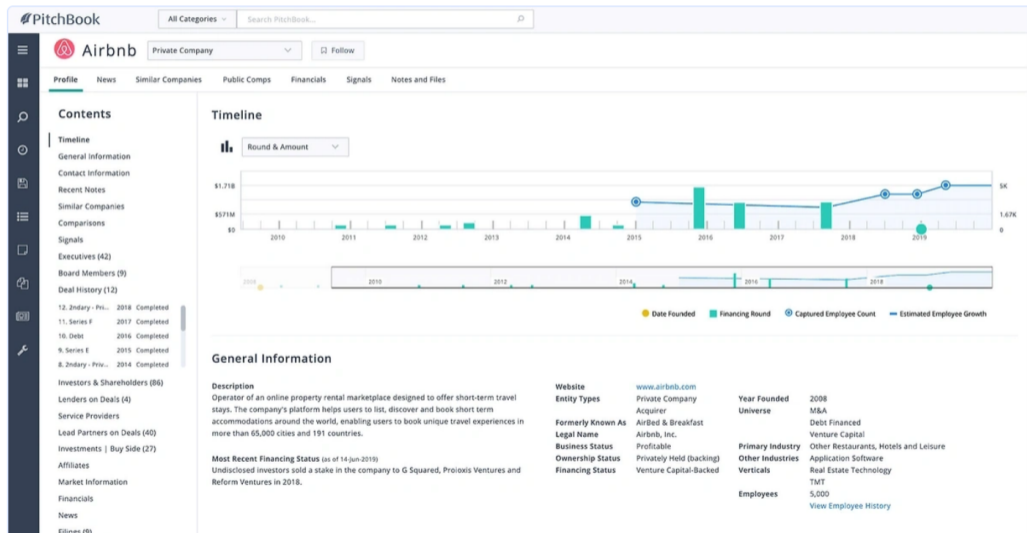 PitchBook
All Categories
Search PitchBook...
Airbnb
Private Company
Follow
Profile
News
Similar Companies
Public Comps
Financials
Signals
Notes and Files
Contents
Timeline
General Information
Contact Information
Recent Notes
Similar Companies
Comparisons
Signals
Executives (42)
Board Members (9)
Deal History (12)
12. 2ndary - Pri... 2018 Completed
11. Series F 2017 Completed
10. Debt 2016 Completed
9. Series E 2015 Completed
8. 2ndary - Priv... 2014 Completed
Investors & Shareholders (86)
Lenders on Deals (4)
Service Providers
Lead Partners on Deals (40)
Investments | Buy Side (27)
Affiliates
Market Information
Financials
News
Filings (9)
Timeline
Round & Amount
$1.71B
$571M
$0
5K
1.67K
0
2010 2011 2012 2013 2014 2015 2016 2017 2018 2019
2008 2010 2012 2014 2016 2018
Date Founded
Financing Round
Captured Employee Count
Estimated Employee Growth
General Information
Description
Operator of an online property rental marketplace designed to offer short-term travel
stays. The company's platform helps users to list, discover and book short term
accommodations around the world, enabling users to book unique travel experiences in
more than 65,000 cities and 191 countries.
Most Recent Financing Status (as of 14-Jun-2019)
Undisclosed investors sold a stake in the company to G Squared, Proioxis Ventures and
Reform Ventures in 2018.
Website www.airbnb.com
Entity Types Private Company
Acquirer
Formerly Known As AirBed & Breakfast
Legal Name Airbnb, Inc.
Business Status Profitable
Ownership Status Privately Held (backing)
Financing Status Venture Capital-Backed
Year Founded 2008
Universe M&A
Debt Financed
Venture Capital
Primary Industry Other Restaurants, Hotels and Leisure
Other Industries Application Software
Verticals Real Estate Technology
TMT
Employees 5,000
View Employee History